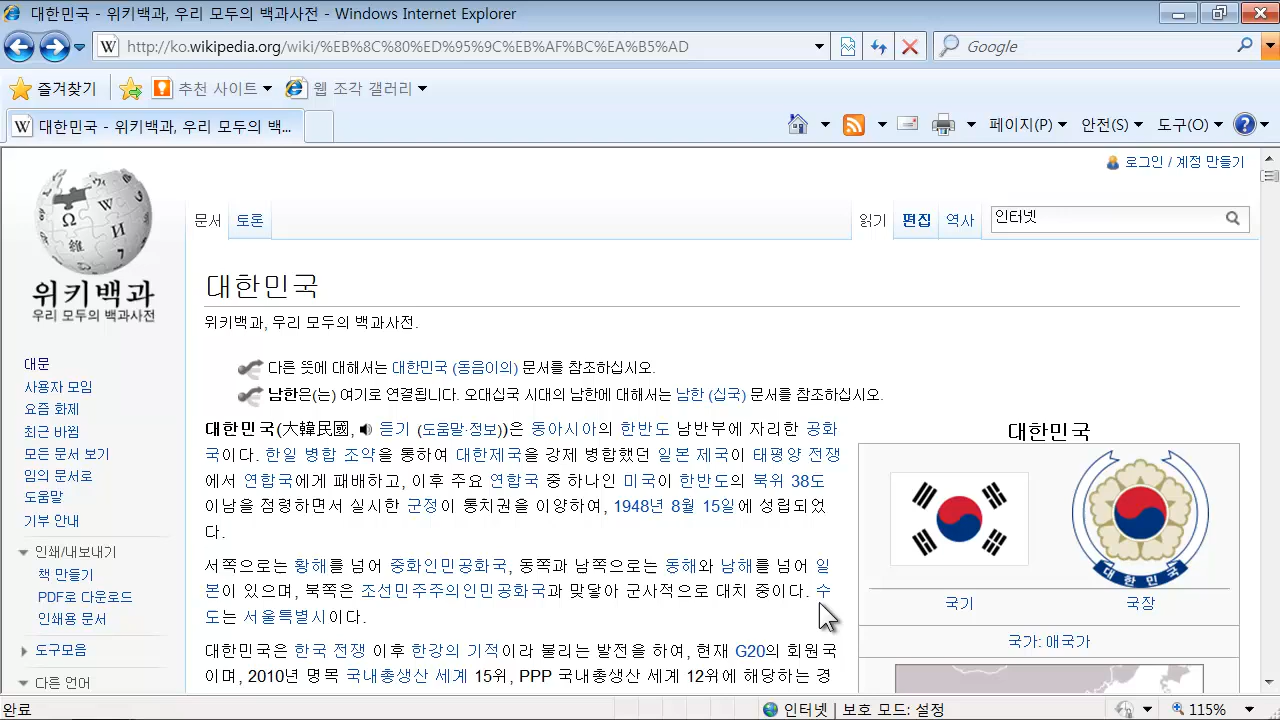 대한민국 - 위키백과, 우리 모두의 백과사전 - Windows Internet Explorer
http://ko.wikipedia.org/wiki/%EB%8C%80%ED%95%9C%EB%AF%BC%EA%B5%AD
Google
즐겨찾기
추천 사이트
웹 조각 갤러리
대한민국 - 위키백과, 우리 모두의 백...
페이지(P)
안전(S)
도구(O)
로그인 / 계정 만들기
문서
토론
읽기
편집
역사
인터넷
위키백과
우리 모두의 백과사전
대문
사용자 모임
요즘 화제
최근 바뀜
모든 문서 보기
임의 문서로
도움말
기부 안내
인쇄/내보내기
책 만들기
PDF로 다운로드
인쇄용 문서
도구모음
다른 언어
대한민국
위키백과, 우리 모두의 백과사전.
다른 뜻에 대해서는 대한민국 (동음이의) 문서를 참조하십시오.
남한은(는) 여기로 연결됩니다. 오대십국 시대의 남한에 대해서는 남한 (십국) 문서를 참조하십시오.
대한민국(大韓民國, 듣기 (도움말·정보))은 동아시아의 한반도 남반부에 자리한 공화
국이다. 한일 병합 조약을 통하여 대한제국을 강제 병합했던 일본 제국이 태평양 전쟁
에서 연합국에게 패배하고, 이후 주요 연합국 중 하나인 미국이 한반도의 북위 38도
이남을 점령하면서 실시한 군정이 통치권을 이양하여, 1948년 8월 15일에 성립되었
다.
서쪽으로는 황해를 넘어 중화인민공화국, 동쪽과 남쪽으로는 동해와 남해를 넘어 일
본이 있으며, 북쪽은 조선민주주의인민공화국과 맞닿아 군사적으로 대치 중이다. 수
도는 서울특별시이다.
대한민국은 한국 전쟁 이후 한강의 기적이라 불리는 발전을 하여, 현재 G20의 회원국
이며, 2010년 명목 국내총생산 세계 15위, PPP 국내총생산 세계 12위에 해당하는 경
대한민국
대한민국
국기
국장
국가: 애국가
완료
인터넷 | 보호 모드: 설정
115%